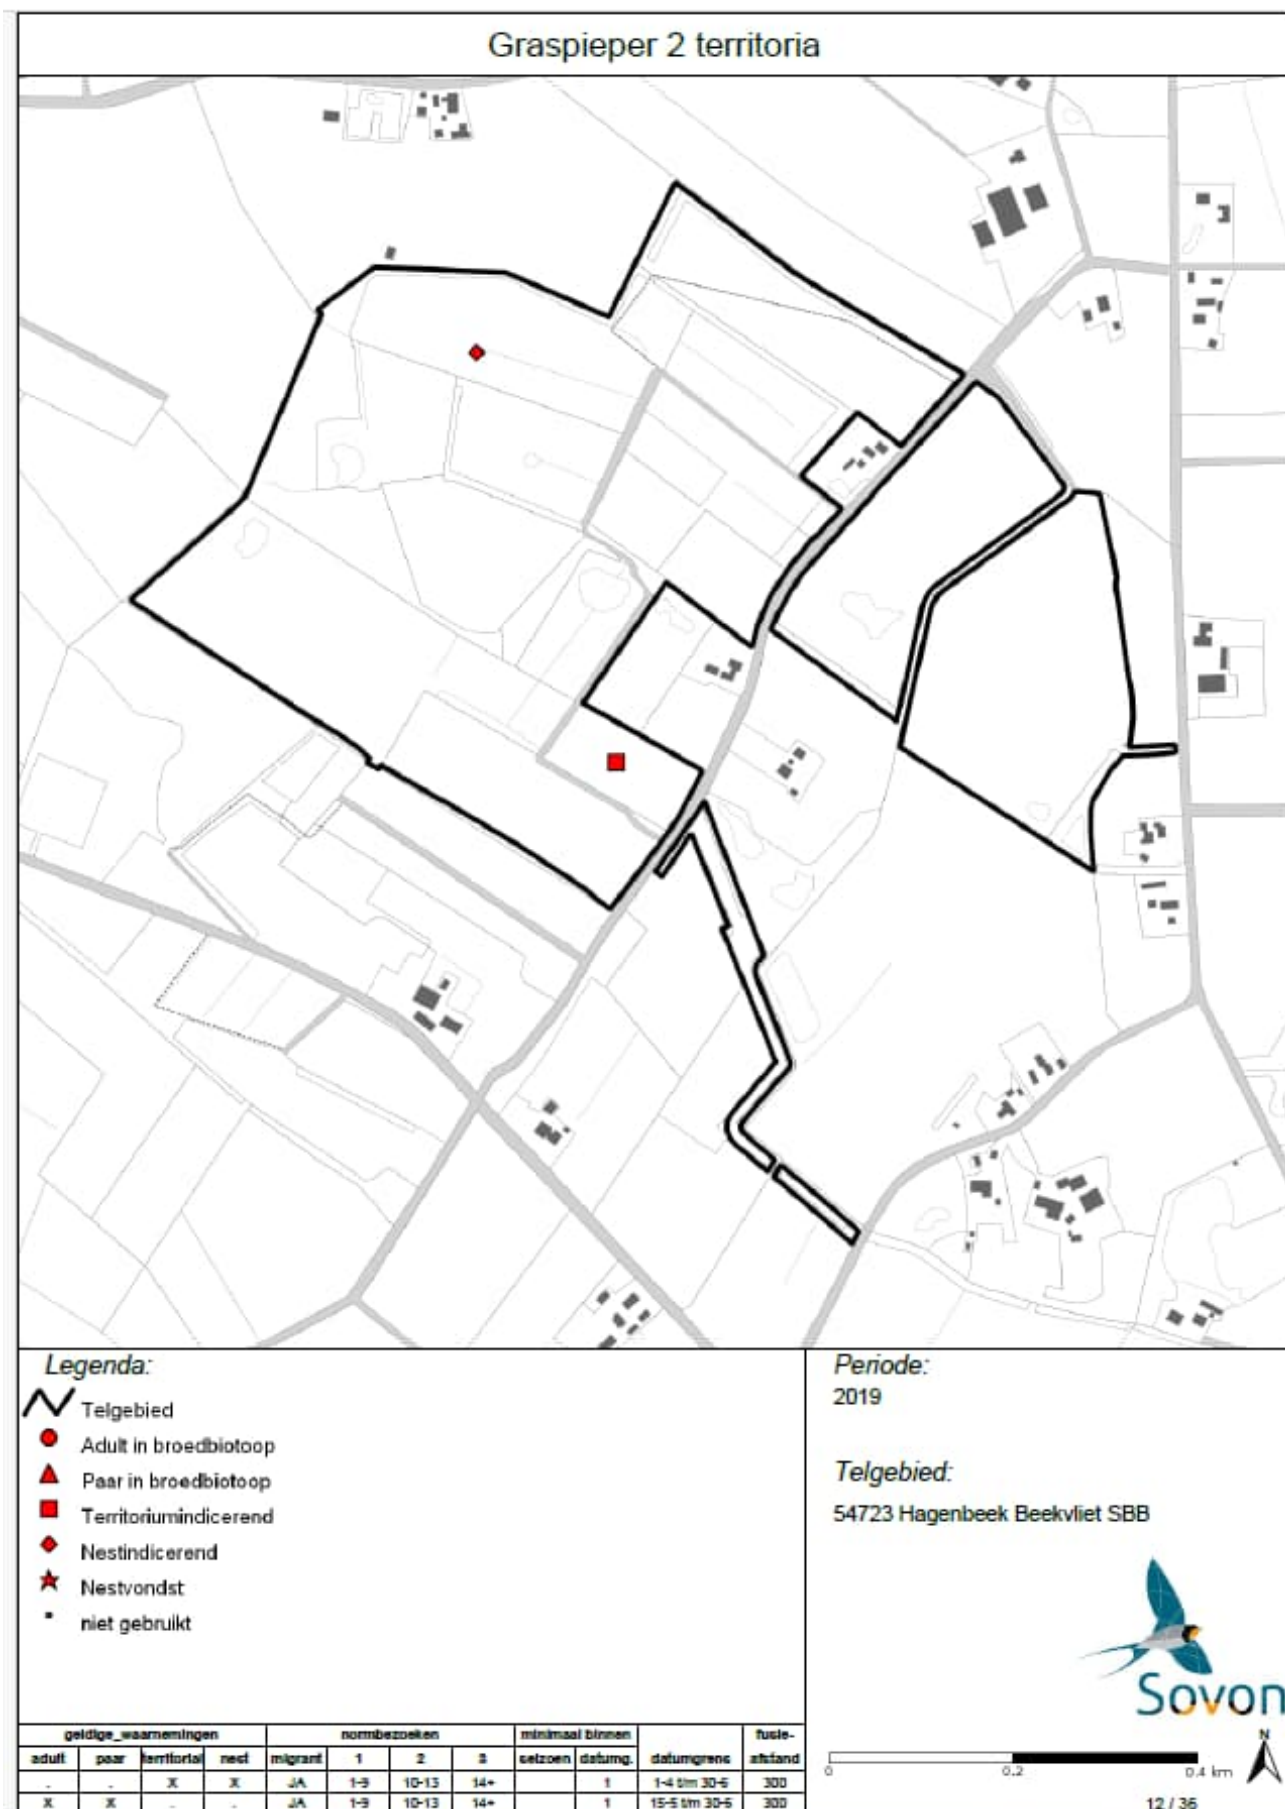 Graspieper 2 territoria
Legenda:
Telgebied
Adult in broedbiotoop
Paar in broedbiotoop
Territoriumindicerend
Nestindicerend
Nestvondst
niet gebruikt
Periode:
2019
Telgebied:
54723 Hagenbeek Beekvliet SBB
Sovon
N
0 0,2 0,4 km
12 / 36
geldige_waarnemingen normbezoeken minimaal binnen fusie-
adult paar territorial nest migrant 1 2 3 seizoen datumg. datumgrens afstand
. . X X JA 1-9 10-13 14+ 1 1-4 t/m 30-6 300
X X . . JA 1-9 10-13 14+ 1 15-5 t/m 30-6 300